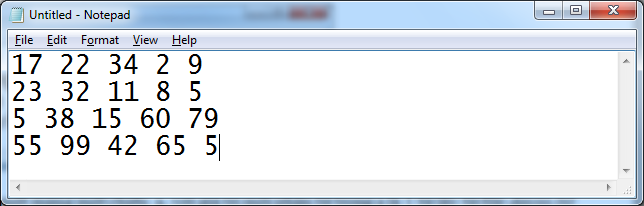 Untitled - Notepad
File Edit Format View Help
17 22 34 2 9
23 32 11 8 5
5 38 15 60 79
55 99 42 65 5